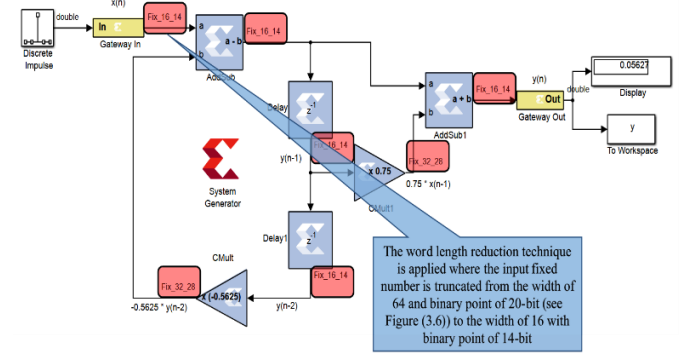 x(n)
double
In
Gateway In
Discrete
Impulse
Fix_16_14
a
b
a - b
AddSub
Fix_16_14
Delay
z-1
Fix_16_14
y(n-1)
x 0.75
CMult1
Fix_32_28
0.75 * x(n-1)
a
b
a + b
AddSub1
Fix_16_14
y(n)
Out
Gateway Out
double
0.05627
Display
y
To Workspace
System
Generator
Delay1
z-1
Fix_16_14
y(n-2)
CMult
x (-0.5625)
Fix_32_28
-0.5625 * y(n-2)
The word length reduction technique
is applied where the input fixed
number is truncated from the width of
64 and binary point of 20-bit (see
Figure (3.6)) to the width of 16 with
binary point of 14-bit